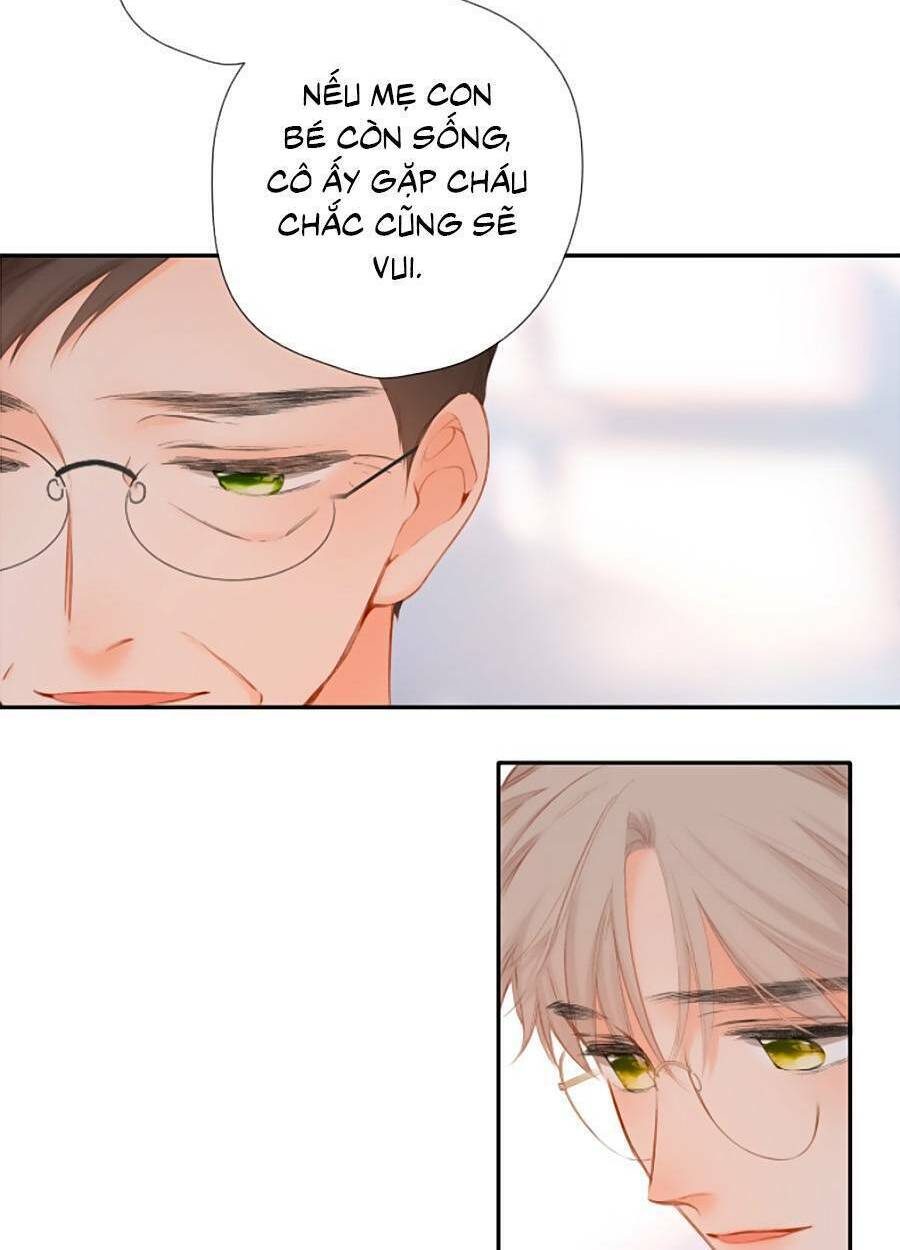 NẾU MẸ CON
BÉ CÒN SỐNG,
CÔ ẤY GẶP CHÁU
CHẮC CŨNG SẼ
VUI.